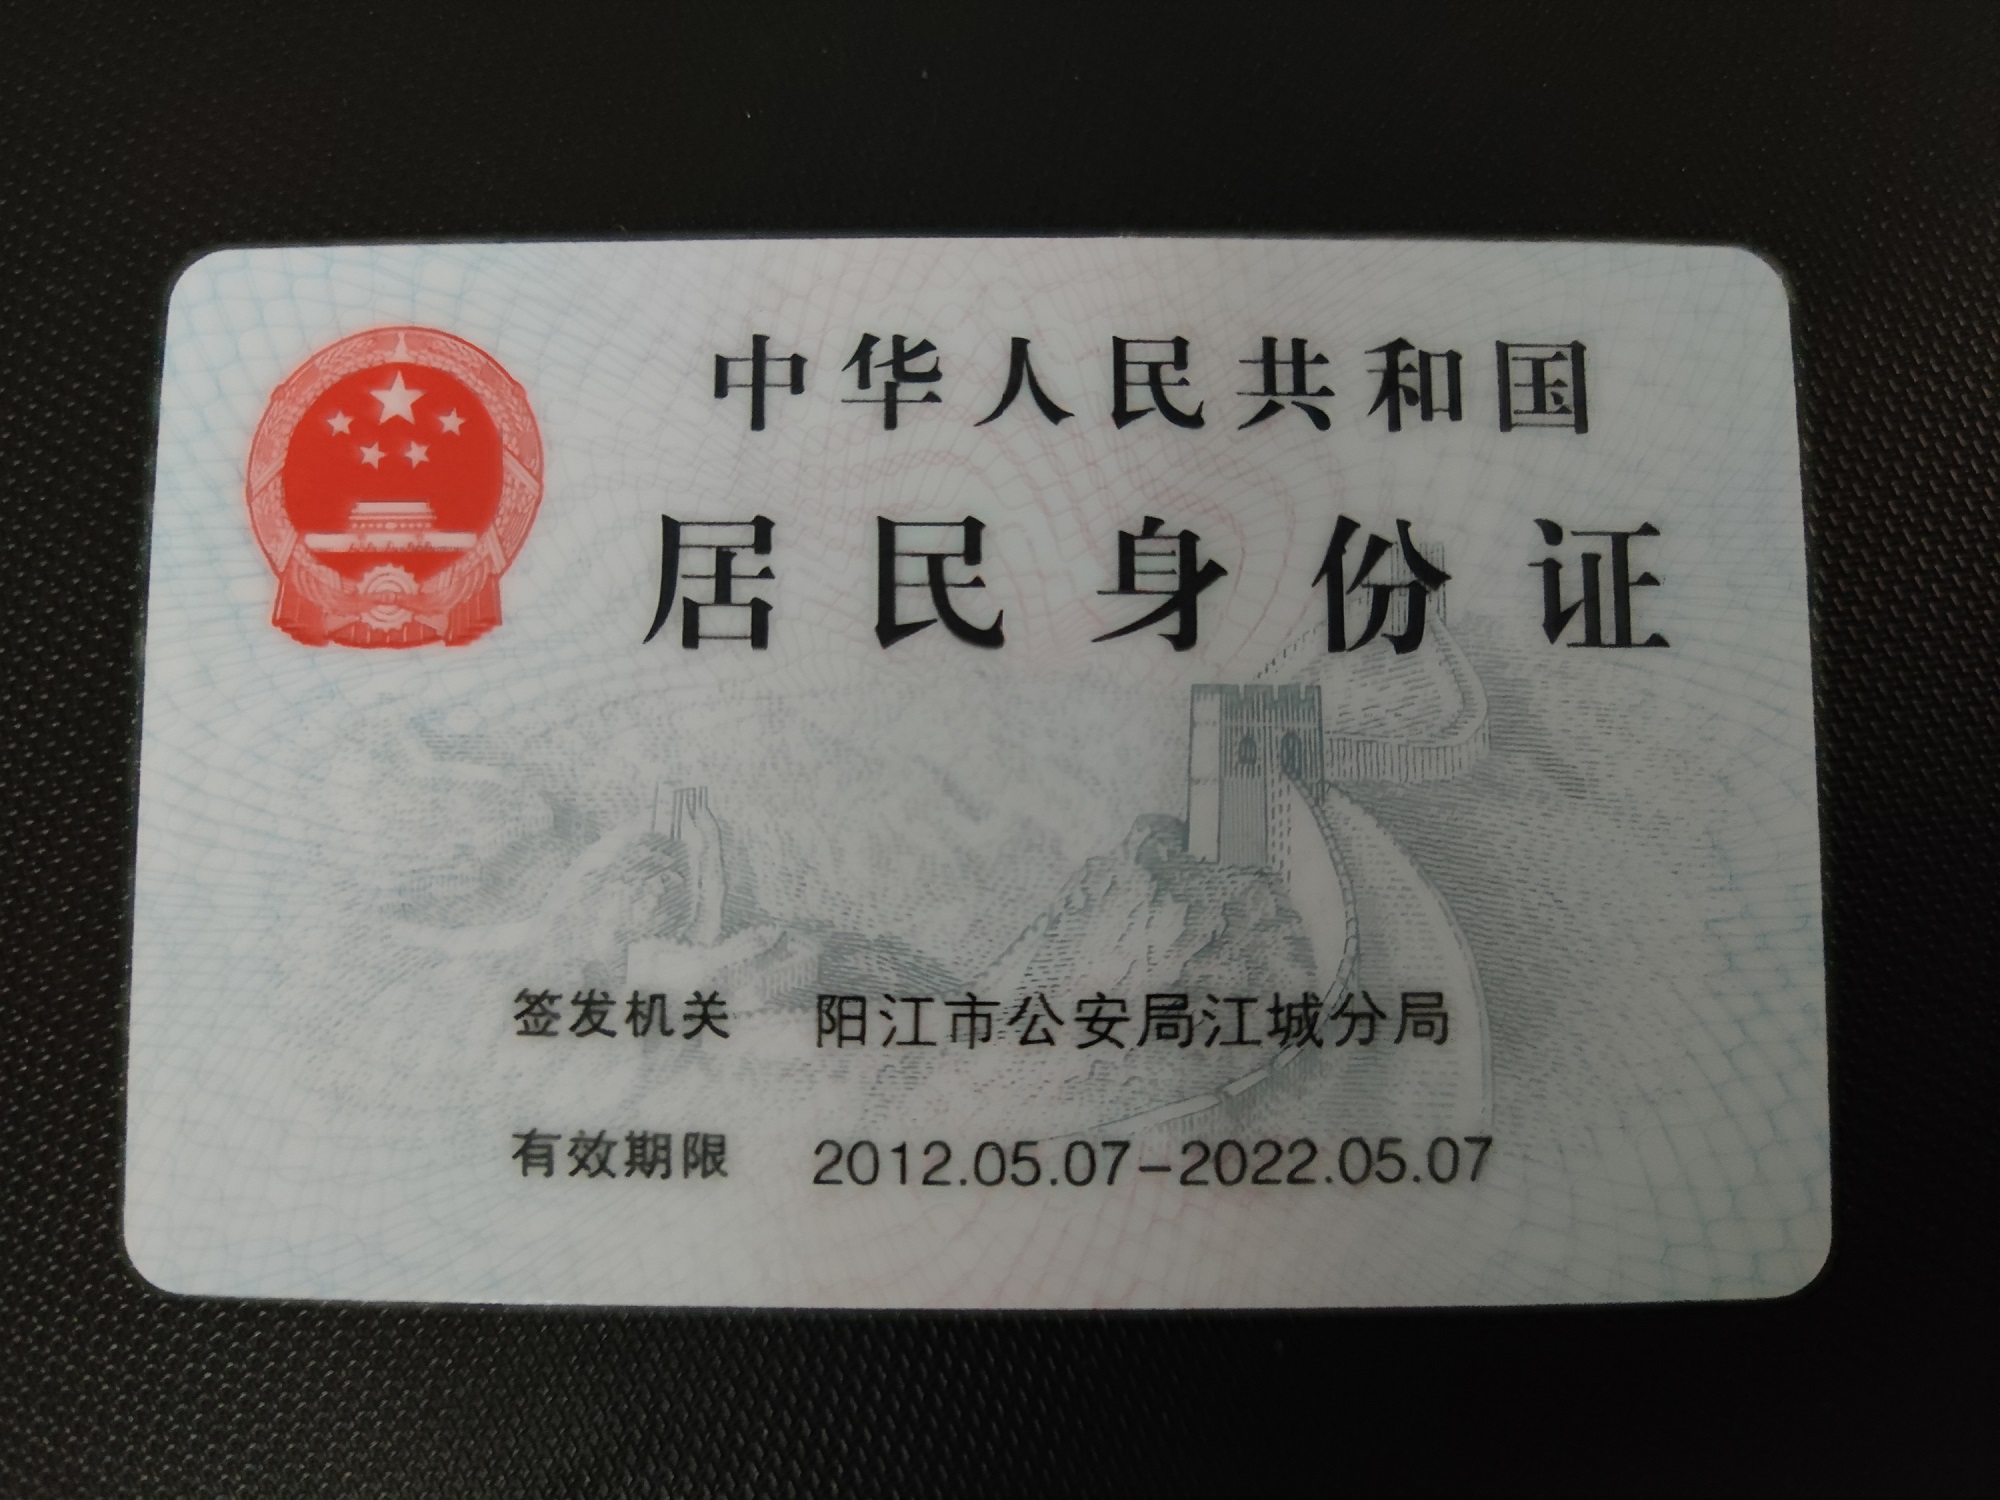 中华人民共和国
居民身份证
签发机关 阳江市公安局江城分局
有效期限 2012.05.07-2022.05.07